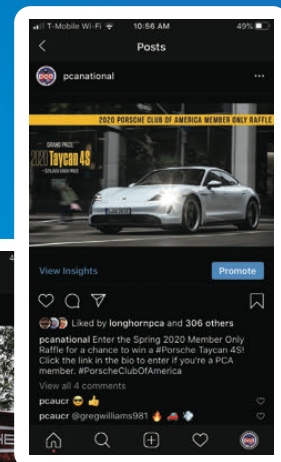 T-Mobile Wi-Fi 10:56 AM 49%
Posts
pcanational
2020 PORSCHE CLUB OF AMERICA MEMBER ONLY RAFFLE
GRAND PRIZE
2020 Taycan 4S
View Insights
Promote
Liked by longhornpca and 306 others
pcanational Enter the Spring 2020 Member Only
Raffle for a chance to win a #Porsche Taycan 4S!
Click the link in the bio to enter if you're a PCA
member. #PorscheClubOfAmerica
View all 4 comments
pcaucr
pcaucr @gregwilliams981